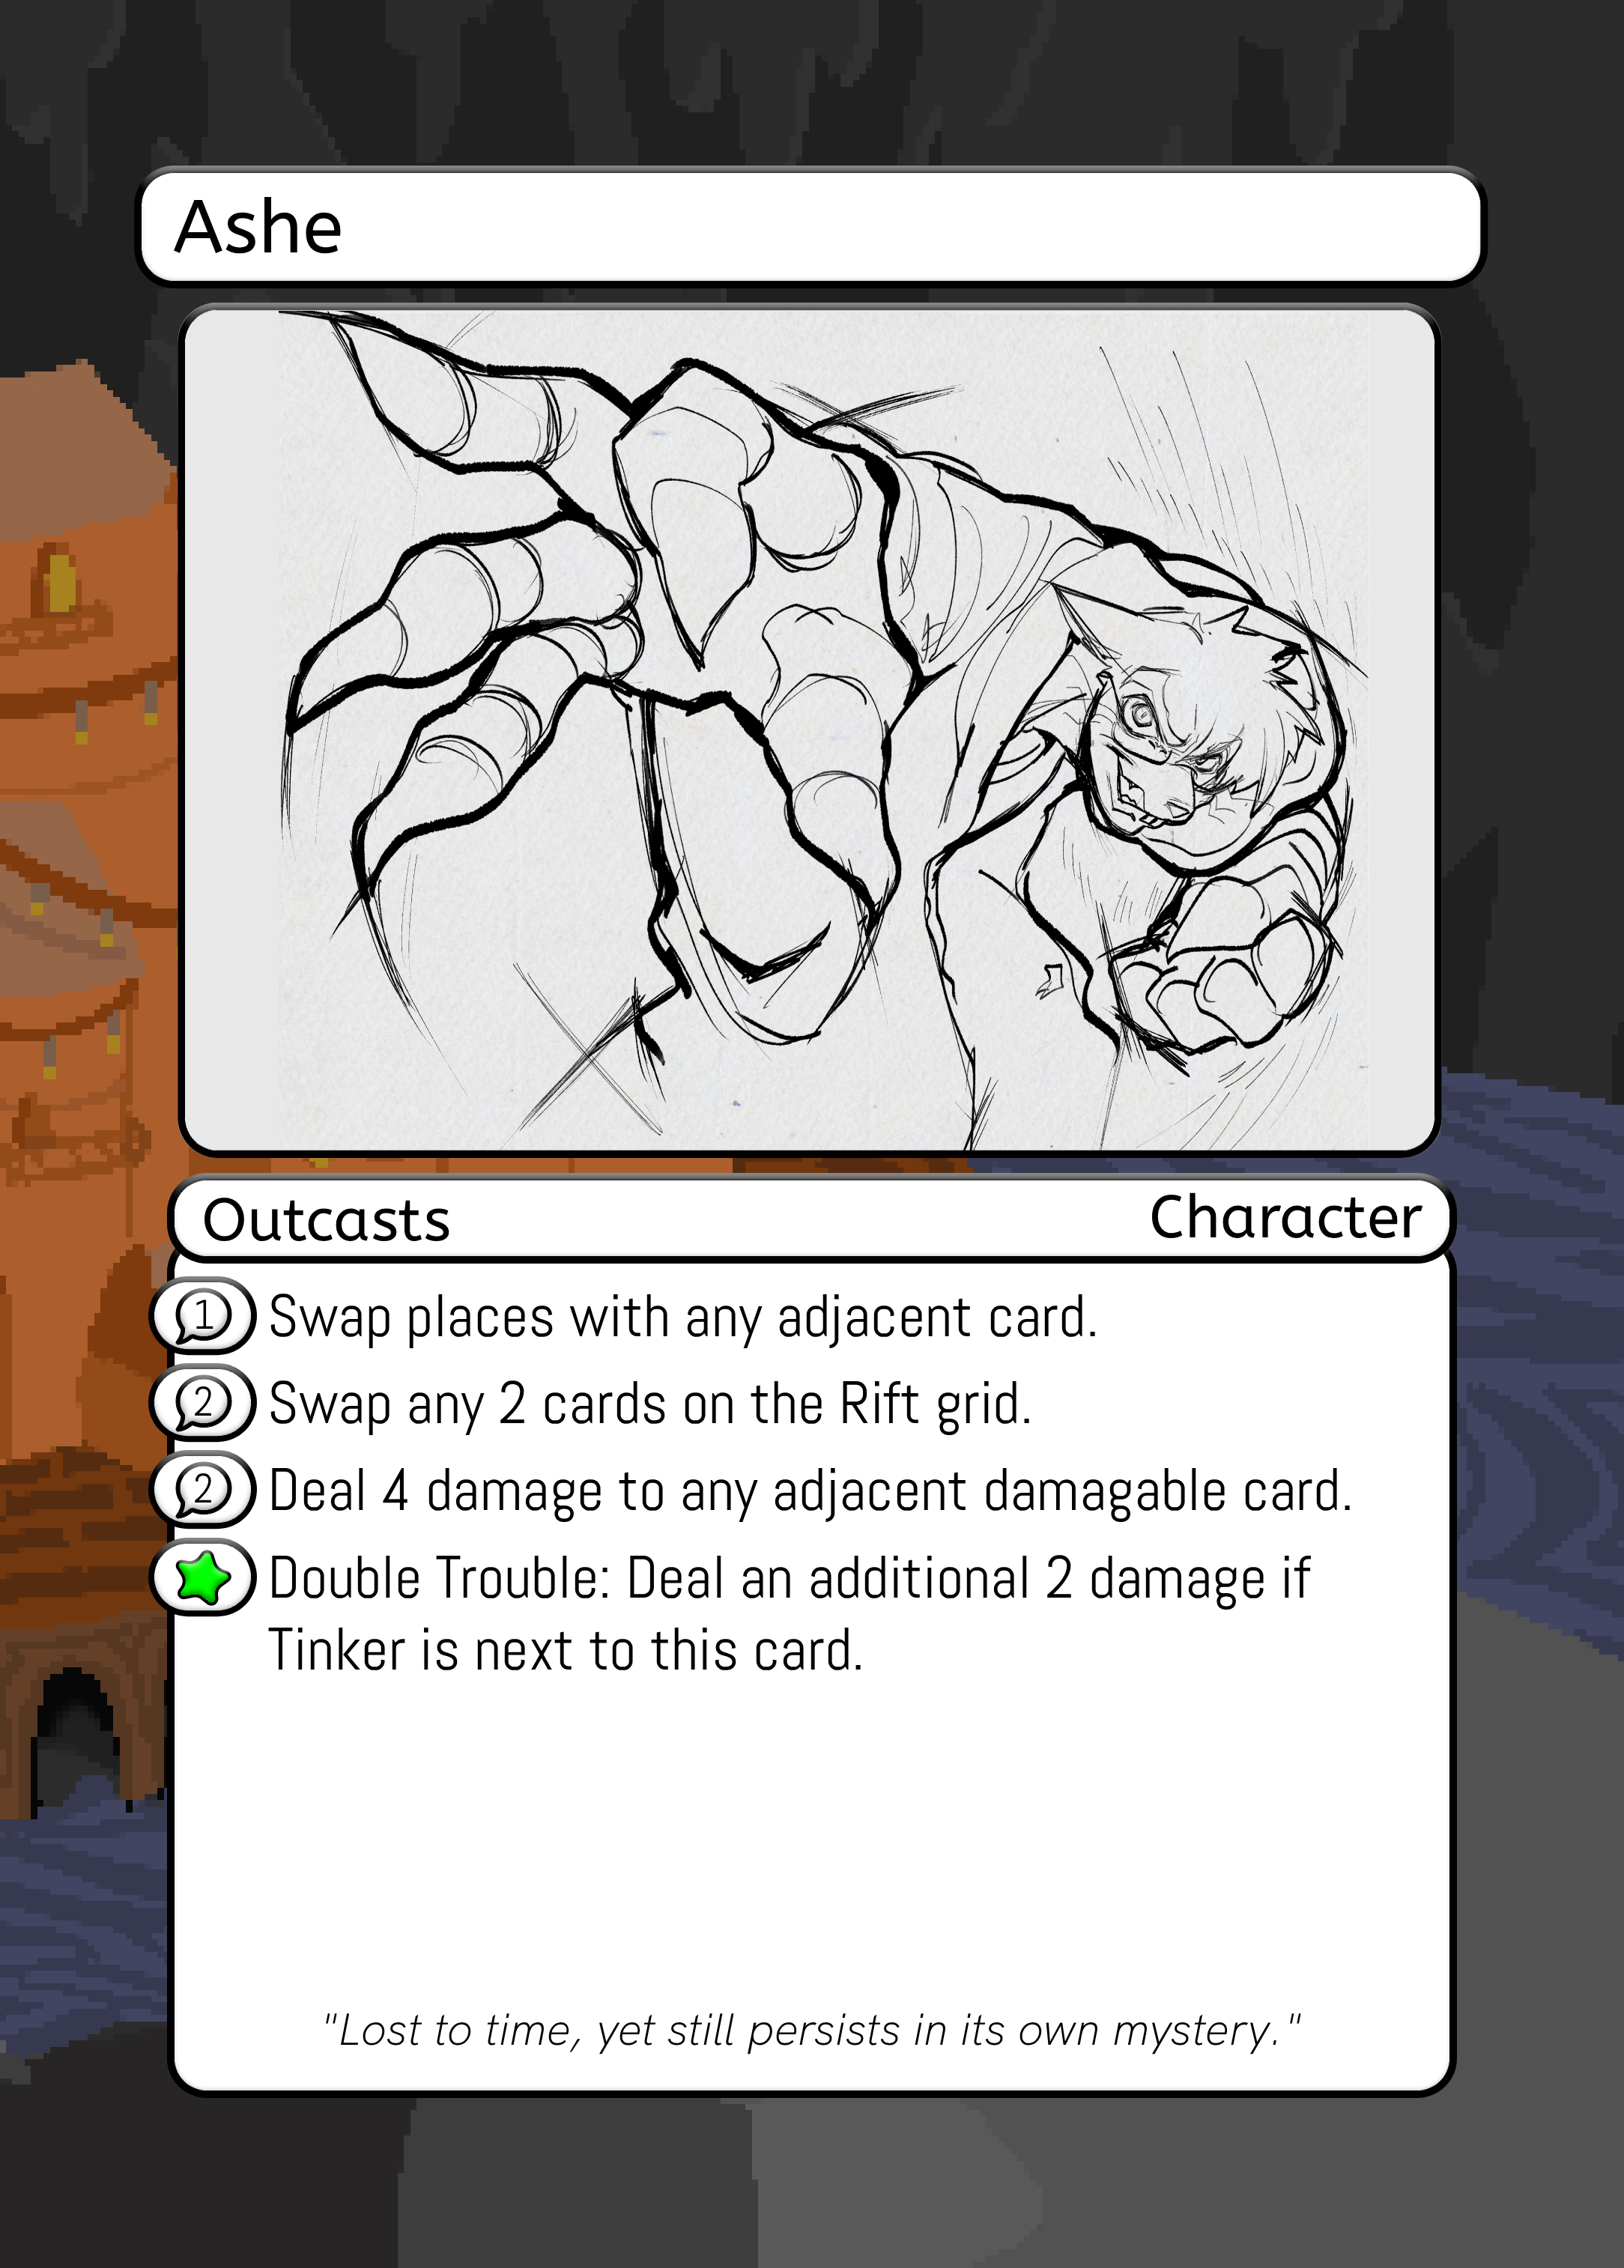 Ashe
Outcasts
Character
1 Swap places with any adjacent card.
2 Swap any 2 cards on the Rift grid.
2 Deal 4 damage to any adjacent damagable card.
Double Trouble: Deal an additional 2 damage if
Tinker is next to this card.
"Lost to time, yet still persists in its own mystery."